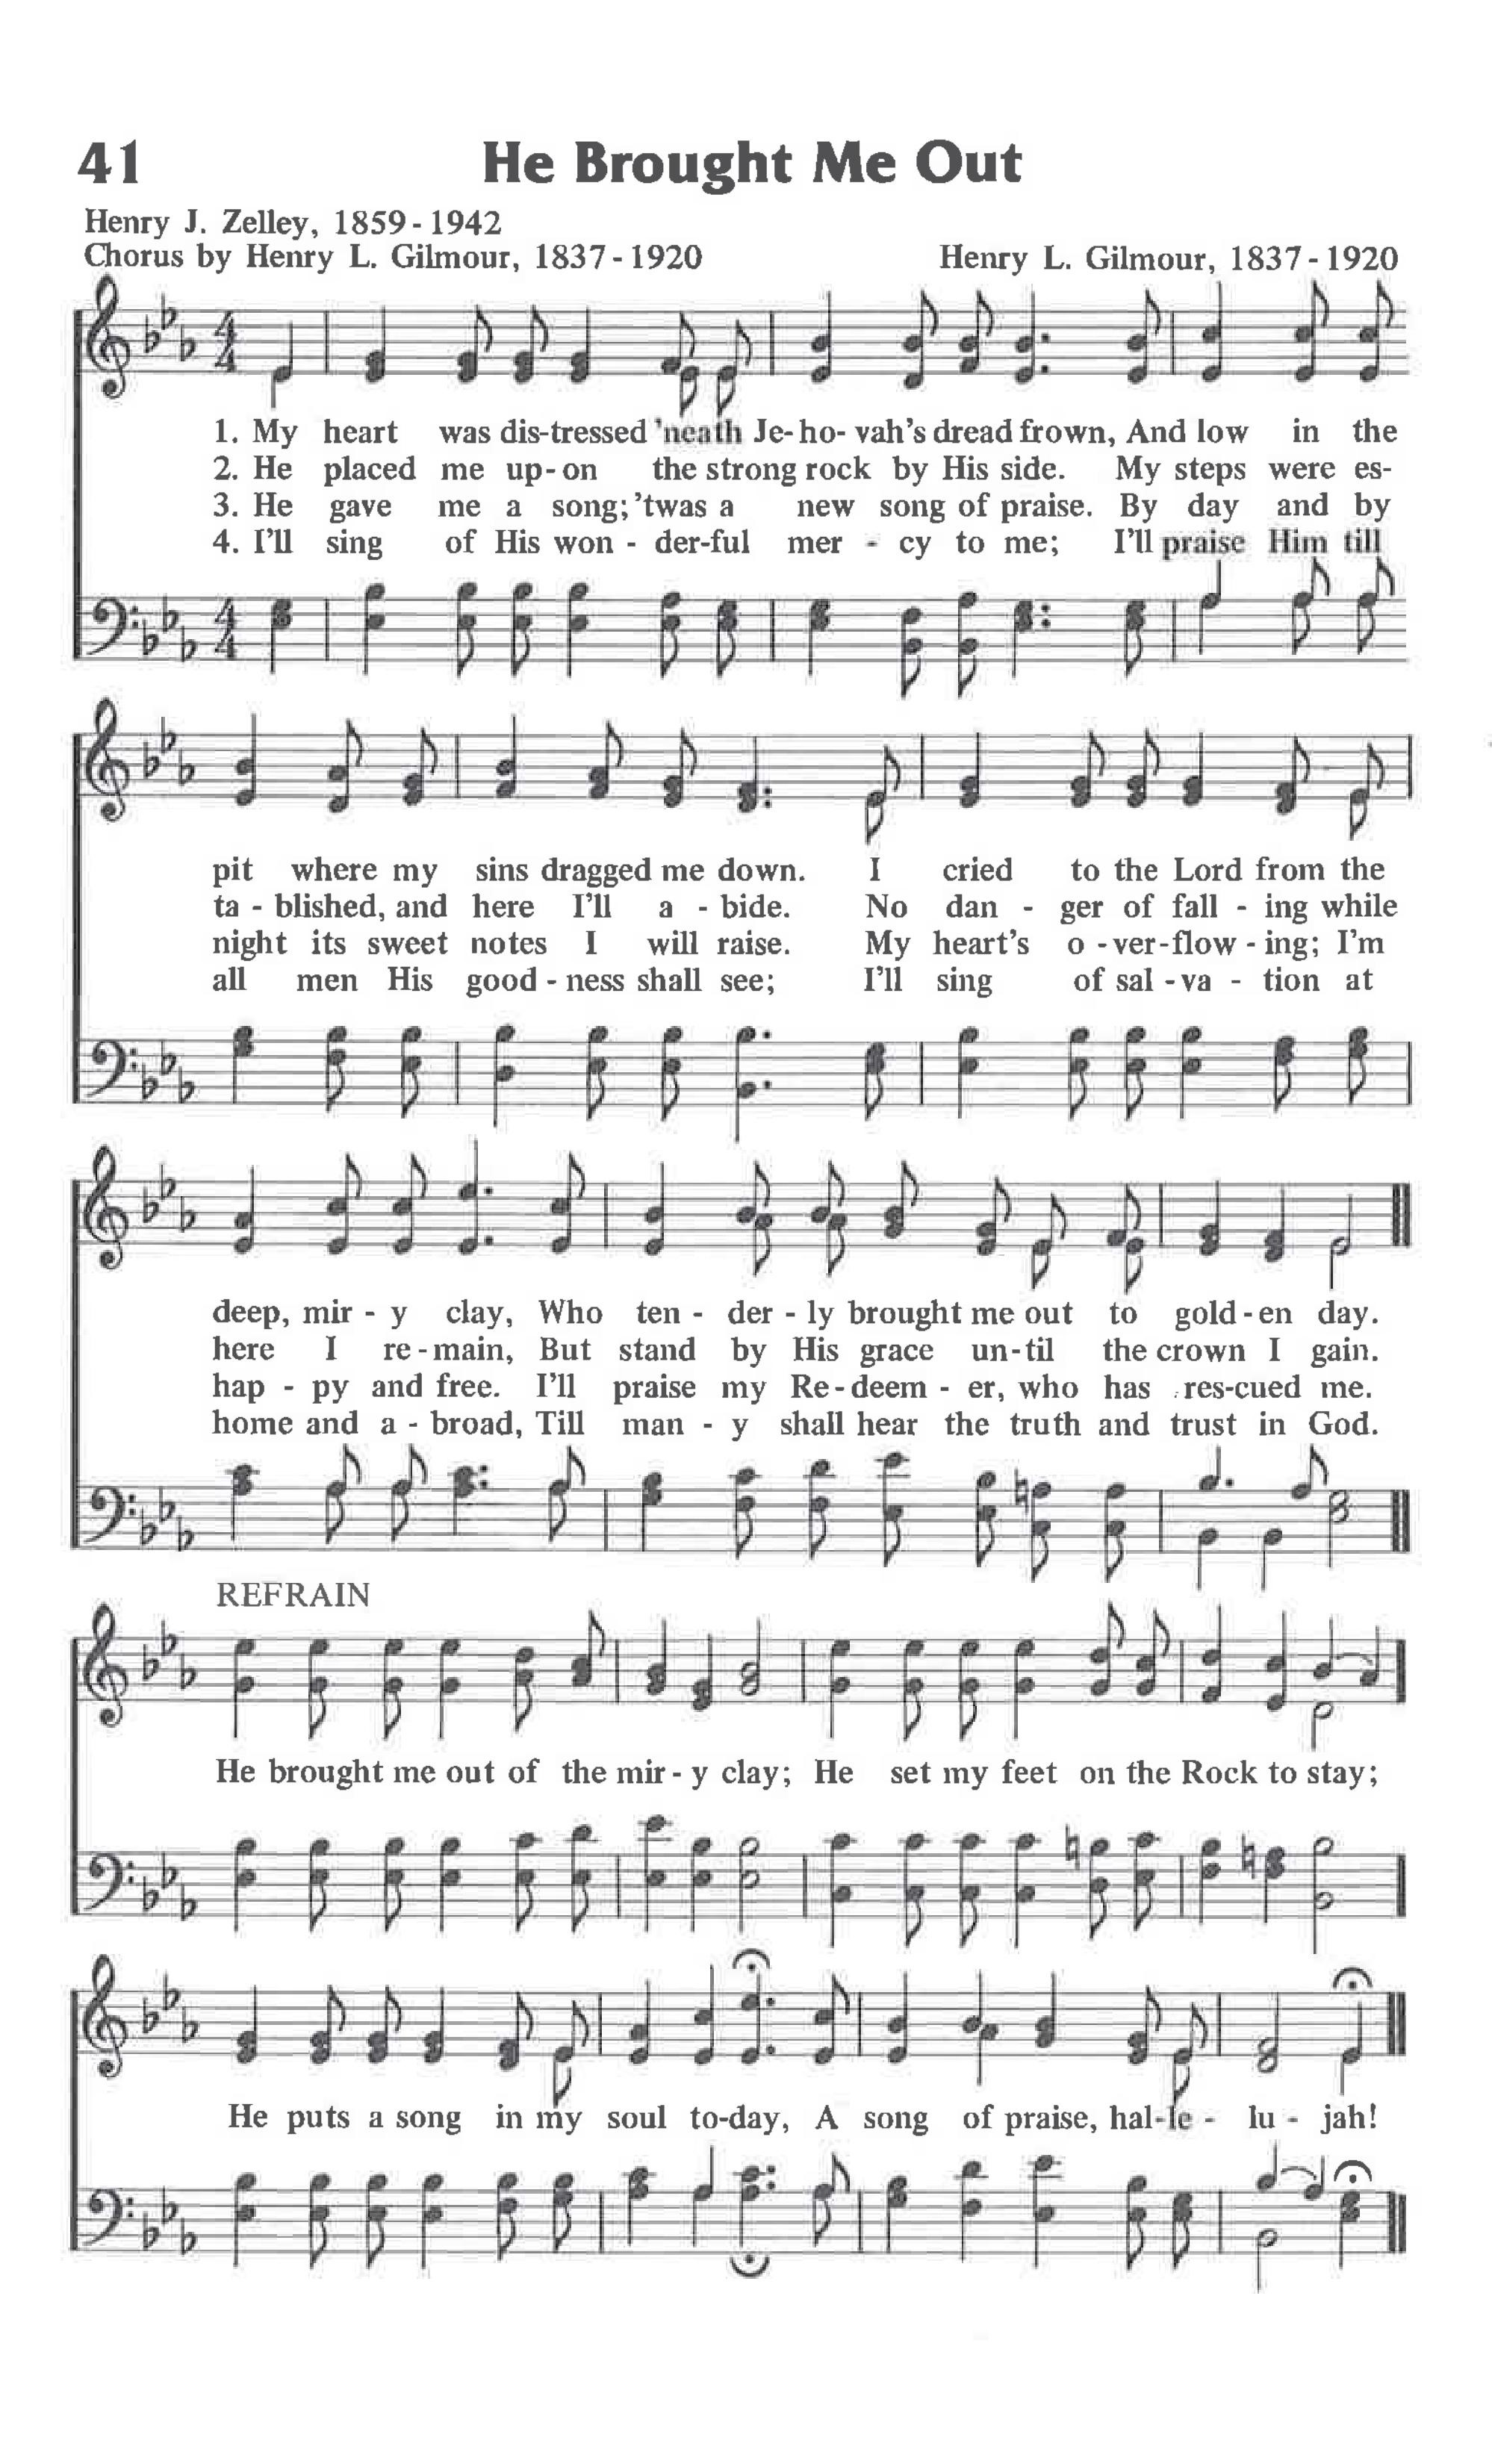 41 He Brought Me Out
Henry J. Zelley, 1859-1942
Chorus by Henry L. Gilmour, 1837-1920 Henry L. Gilmour, 1837-1920
4 4
1. My heart was dis-tressed 'neath Je-ho-vah's dread frown, And low in the
2. He placed me up-on the strong rock by His side. My steps were es-
3. He gave me a song; 'twas a new song of praise. By day and by
4. I'll sing of His won - der-ful mer - cy to me; I'll praise Him till
4 4
pit where my sins dragged me down. I cried to the Lord from the
ta - blished, and here I'll a - bide. No dan - ger of fall - ing while
night its sweet notes I will raise. My heart's o -ver-flow - ing; I'm
all men His good - ness shall see; I'll sing of sal -va - tion at
deep, mir - y clay, Who ten - der - ly brought me out to gold-en day.
here I re-main, But stand by His grace un-til the crown I gain.
hap - py and free. I'll praise my Re-deem - er, who has res-cued me.
home and a - broad, Till man - y shall hear the truth and trust in God.
REFRAIN
He brought me out of the mir- y clay; He set my feet on the Rock to stay;
He puts a song in my soul to-day, A song of praise, hal-le - lu - jah!